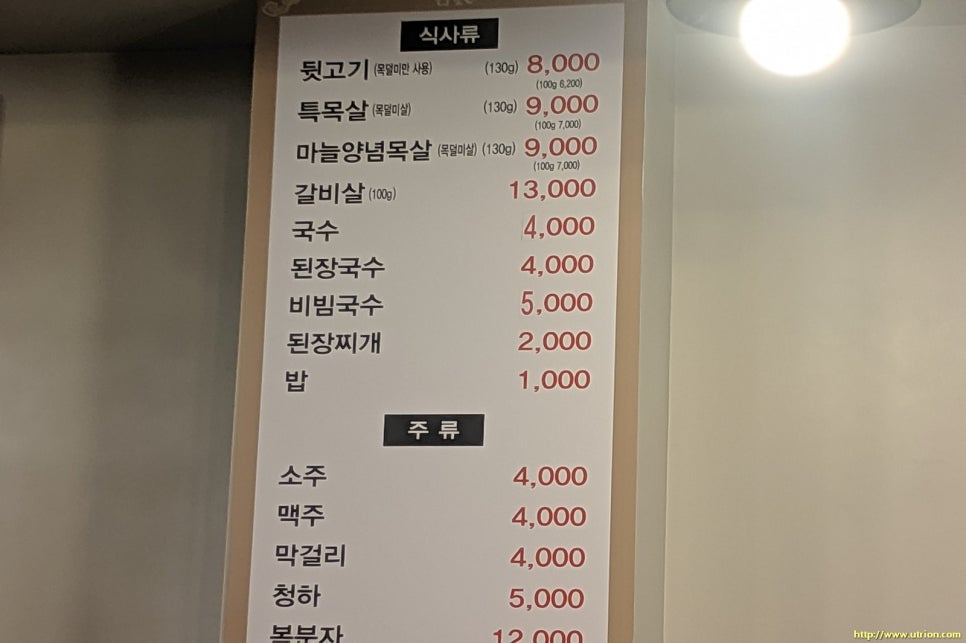 식사류
뒷고기 (목덜미만 사용) (130g) 8,000
(100g 6,200)
특목살 (목덜미살) (130g) 9,000
(100g 7,000)
마늘양념목살 (목덜미살) (130g) 9,000
(100g 7,000)
갈비살 (100g) 13,000
국수 4,000
된장국수 4,000
비빔국수 5,000
된장찌개 2,000
밥 1,000
주 류
소주 4,000
맥주 4,000
막걸리 4,000
청하 5,000
복분자 12,000
http://www.utrion.com